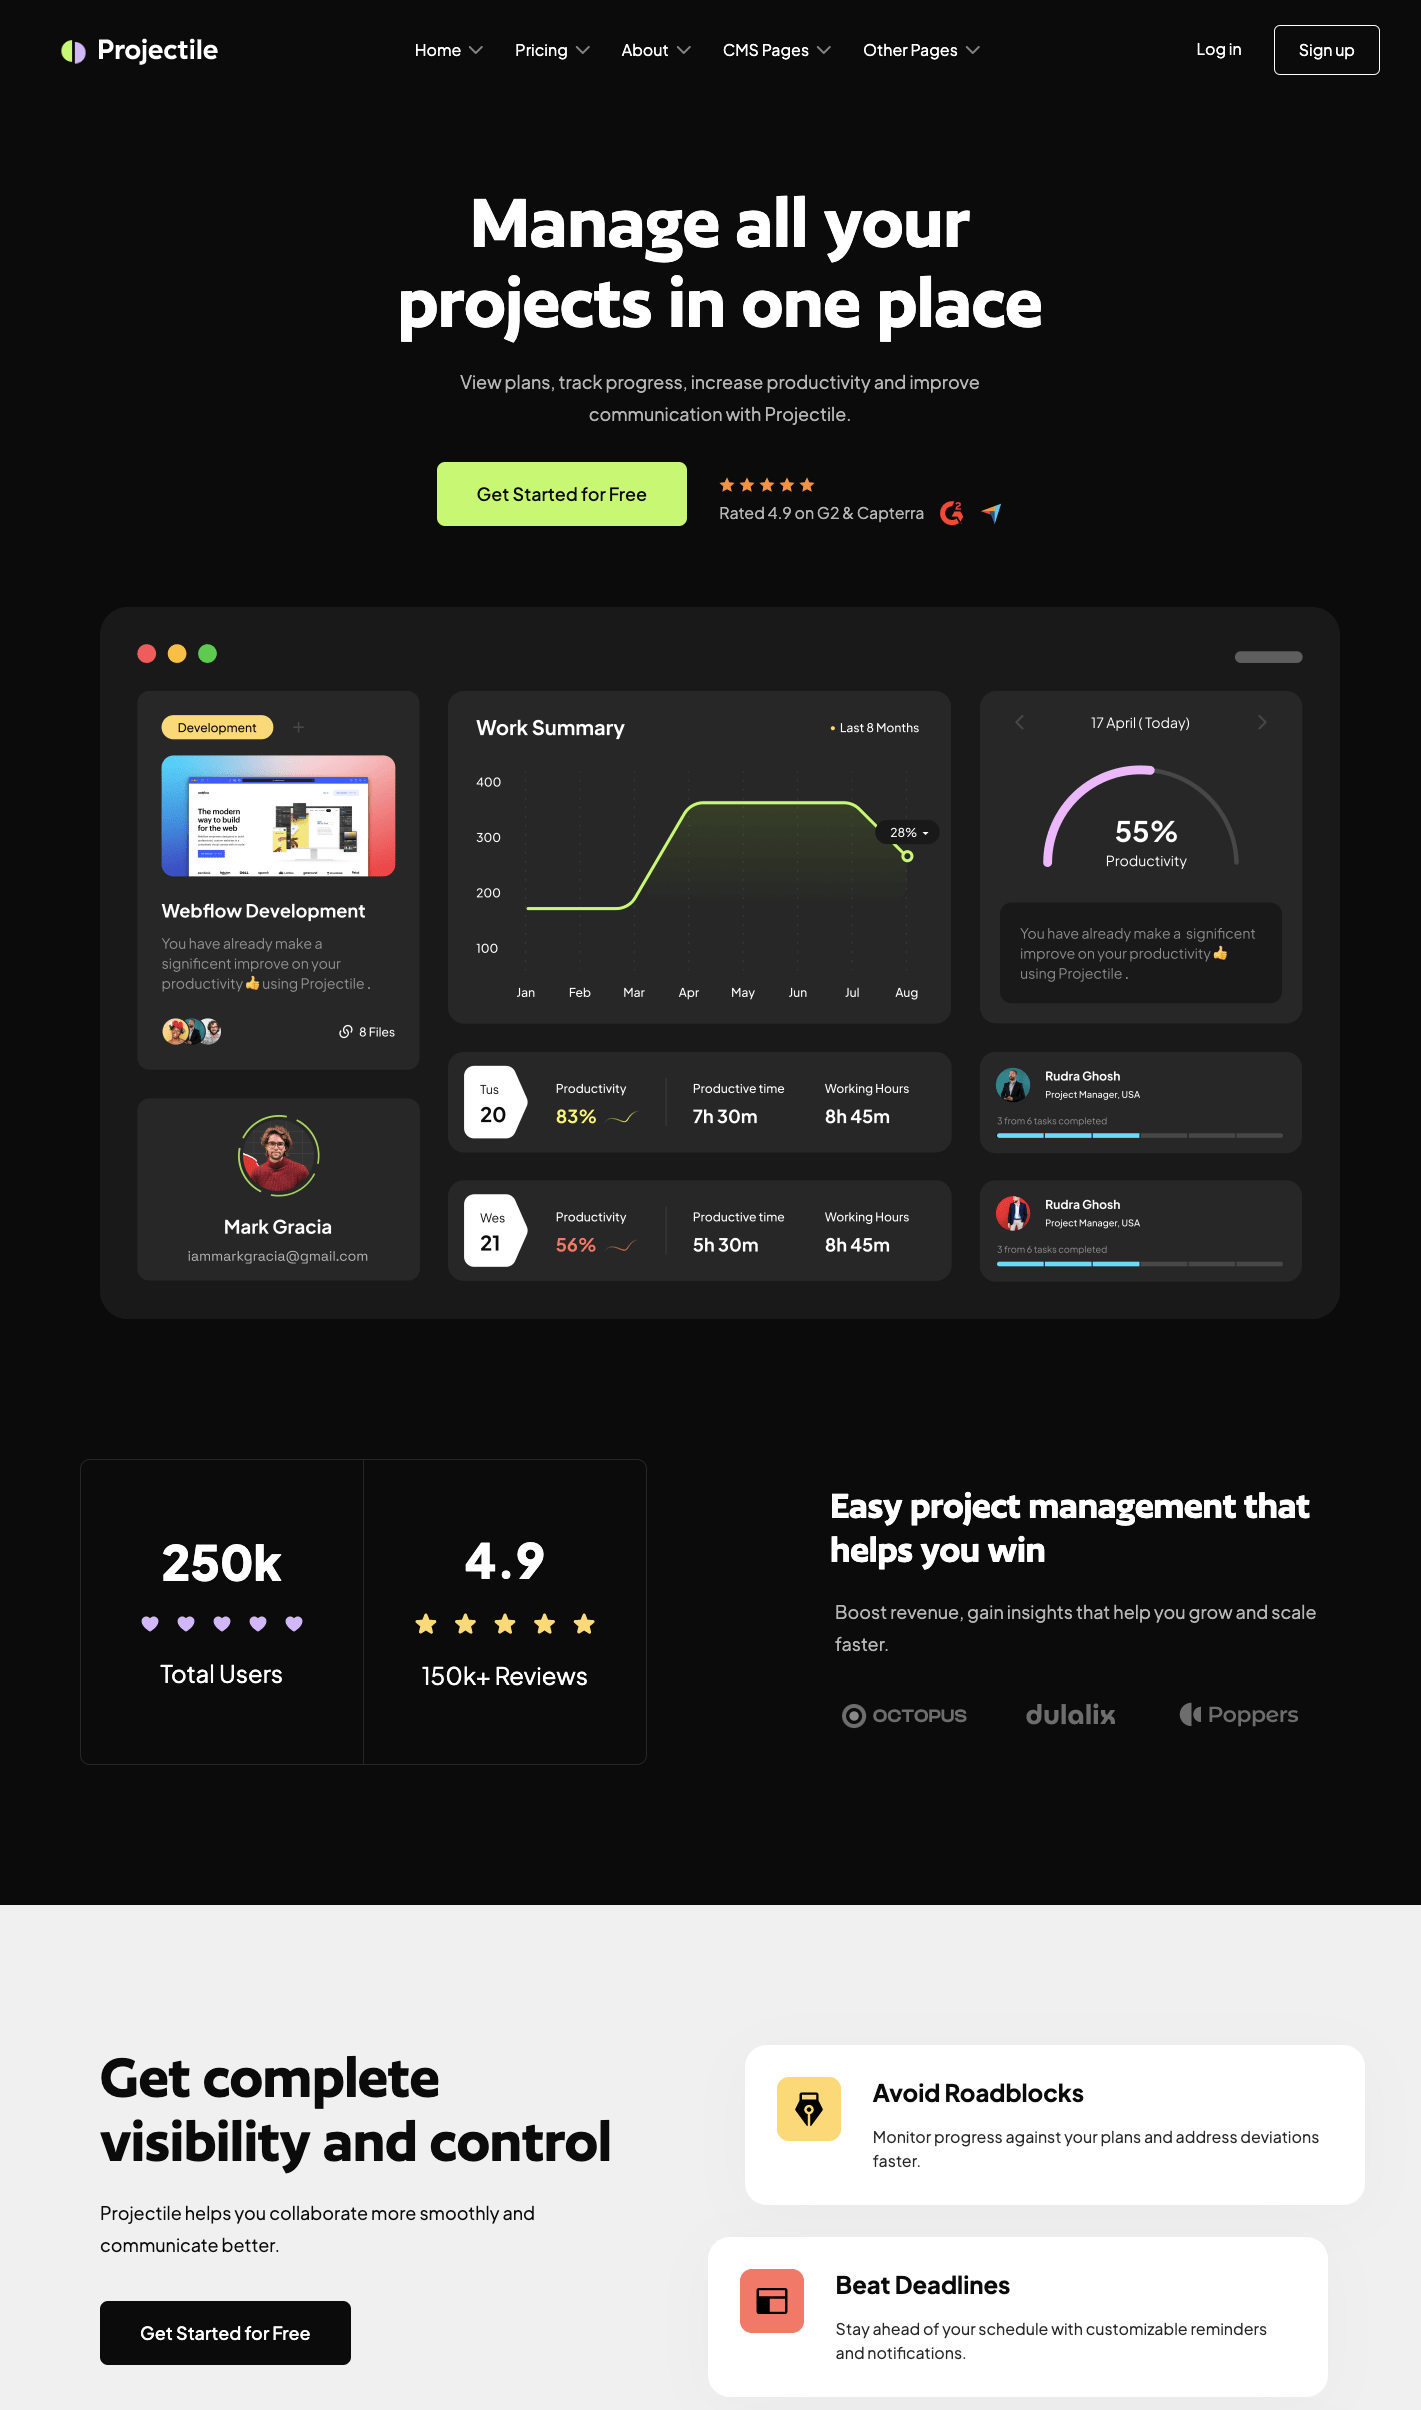 Projectile
Home
Pricing
About
CMS Pages
Other Pages
Log in
Sign up
Manage all your
projects in one place
View plans, track progress, increase productivity and improve
communication with Projectile.
Get Started for Free
Rated 4.9 on G2 & Capterra
Development
+
The modern
way to build
for the web
Webflow Development
You have already make a
significent improve on your
productivity 👍 using Projectile .
8 Files
Mark Gracia
iammarkgracia@gmail.com
Work Summary
Last 8 Months
400
300
200
100
28%
Jan
Feb
Mar
Apr
May
Jun
Jul
Aug
Tus
20
Productivity
83%
Productive time
7h 30m
Working Hours
8h 45m
Wes
21
Productivity
56%
Productive time
5h 30m
Working Hours
8h 45m
17 April ( Today)
55%
Productivity
You have already make a significent
improve on your productivity 👍
using Projectile .
Rudra Ghosh
Project Manager, USA
3 from 6 tasks completed
Rudra Ghosh
Project Manager, USA
3 from 6 tasks completed
250k
Total Users
4.9
150k+ Reviews
Easy project management that
helps you win
Boost revenue, gain insights that help you grow and scale
faster.
OCTOPUS
dulalix
Poppers
Get complete
visibility and control
Projectile helps you collaborate more smoothly and
communicate better.
Get Started for Free
Avoid Roadblocks
Monitor progress against your plans and address deviations
faster.
Beat Deadlines
Stay ahead of your schedule with customizable reminders
and notifications.